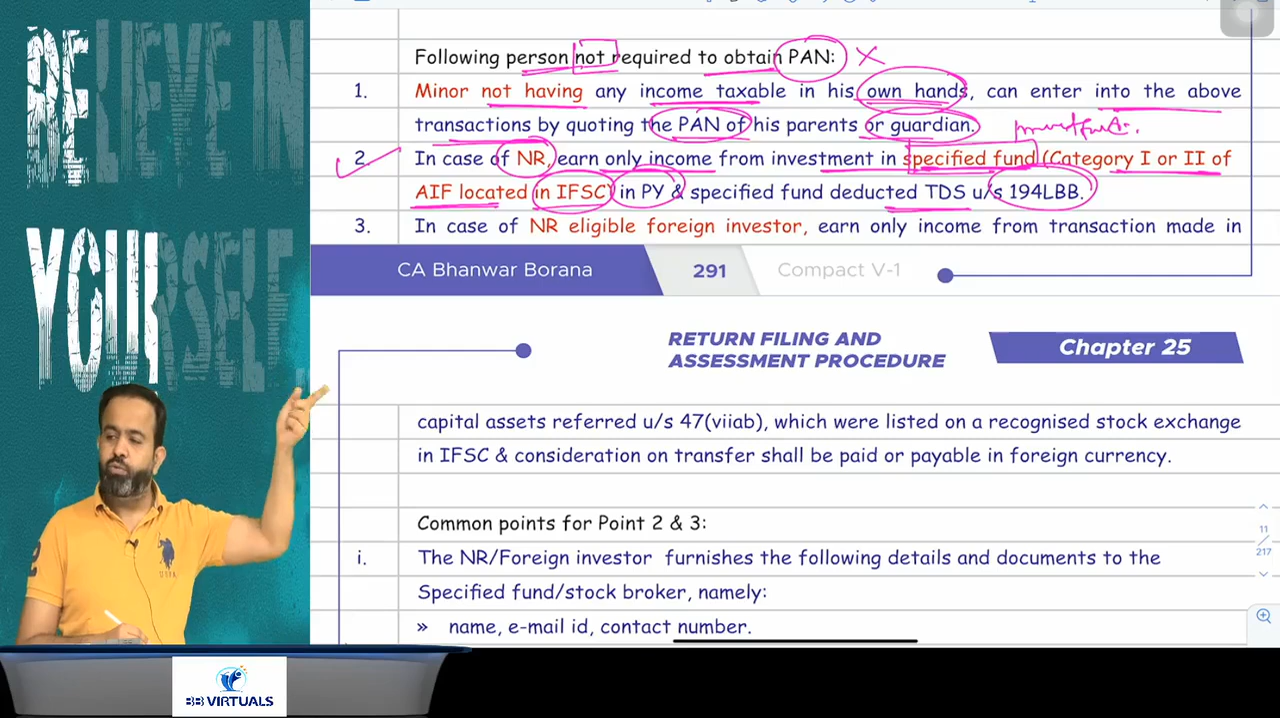 BELIEVE IN
YOURSELF.
Following person not required to obtain PAN:
1. Minor not having any income taxable in his own hands, can enter into the above
transactions by quoting the PAN of his parents or guardian.
2. In case of NR, earn only income from investment in specified fund (Category I or II of
AIF located in IFSC) in PY & specified fund deducted TDS u/s 194LBB.
3. In case of NR eligible foreign investor, earn only income from transaction made in
CA Bhanwar Borana 291 Compact V-1
RETURN FILING AND
ASSESSMENT PROCEDURE
Chapter 25
capital assets referred u/s 47(viiab), which were listed on a recognised stock exchange
in IFSC & consideration on transfer shall be paid or payable in foreign currency.
Common points for Point 2 & 3:
i. The NR/Foreign investor furnishes the following details and documents to the
Specified fund/stock broker, namely:
» name, e-mail id, contact number.
11
217
USPA
2
BB VIRTUALS